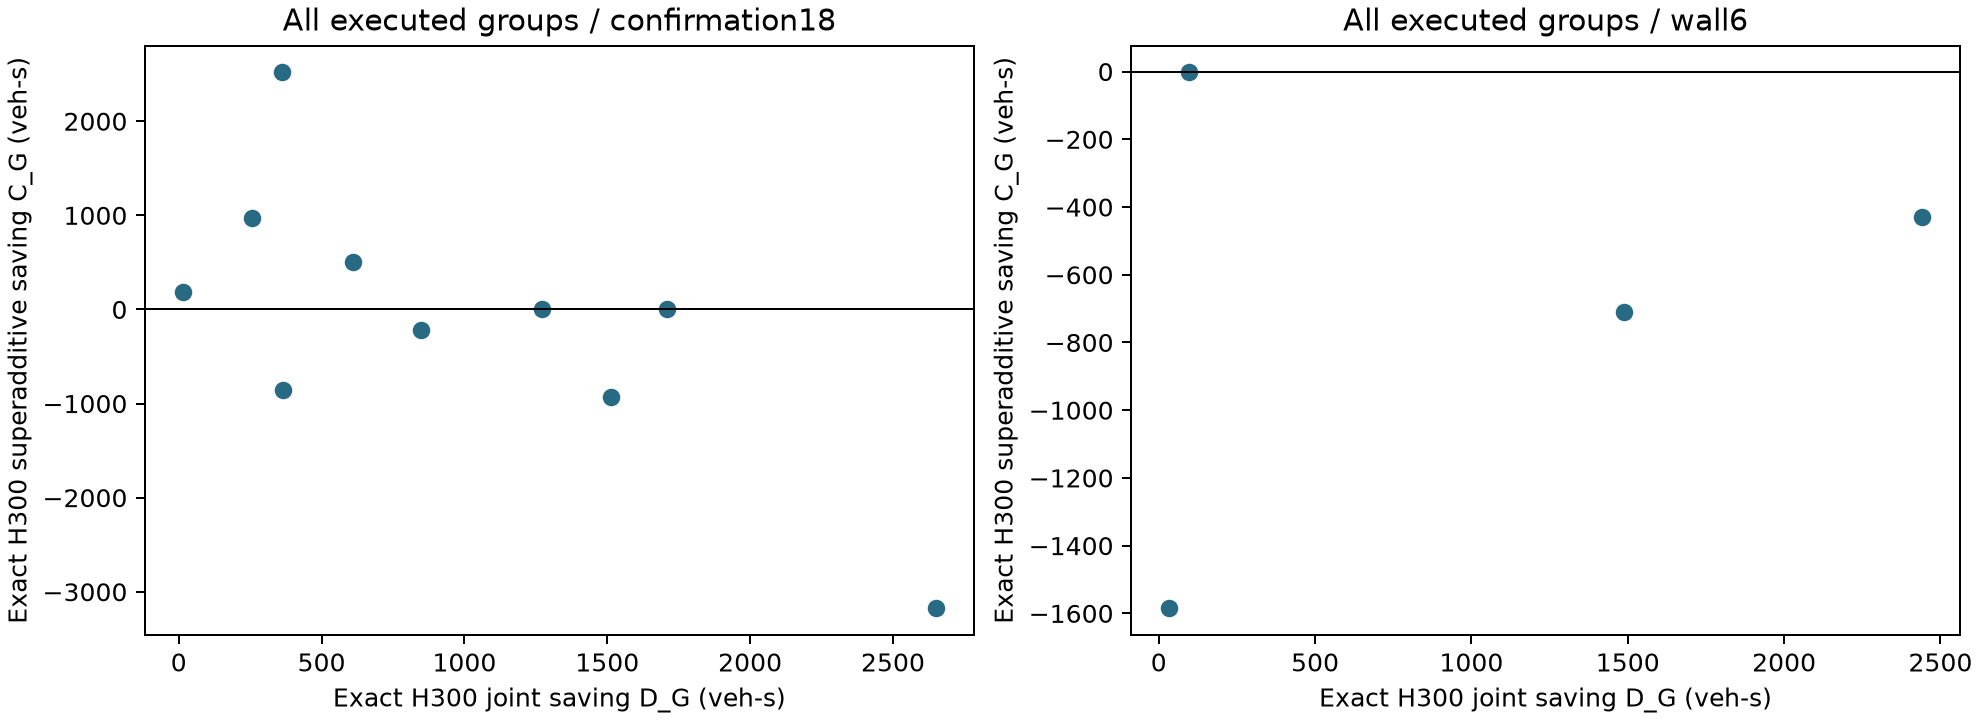 All executed groups / confirmation18
Exact H300 superadditive saving C_G (veh-s)
2000
1000
0
−1000
−2000
−3000
0 500 1000 1500 2000 2500
Exact H300 joint saving D_G (veh-s)
All executed groups / wall6
Exact H300 superadditive saving C_G (veh-s)
0
−200
−400
−600
−800
−1000
−1200
−1400
−1600
0 500 1000 1500 2000 2500
Exact H300 joint saving D_G (veh-s)